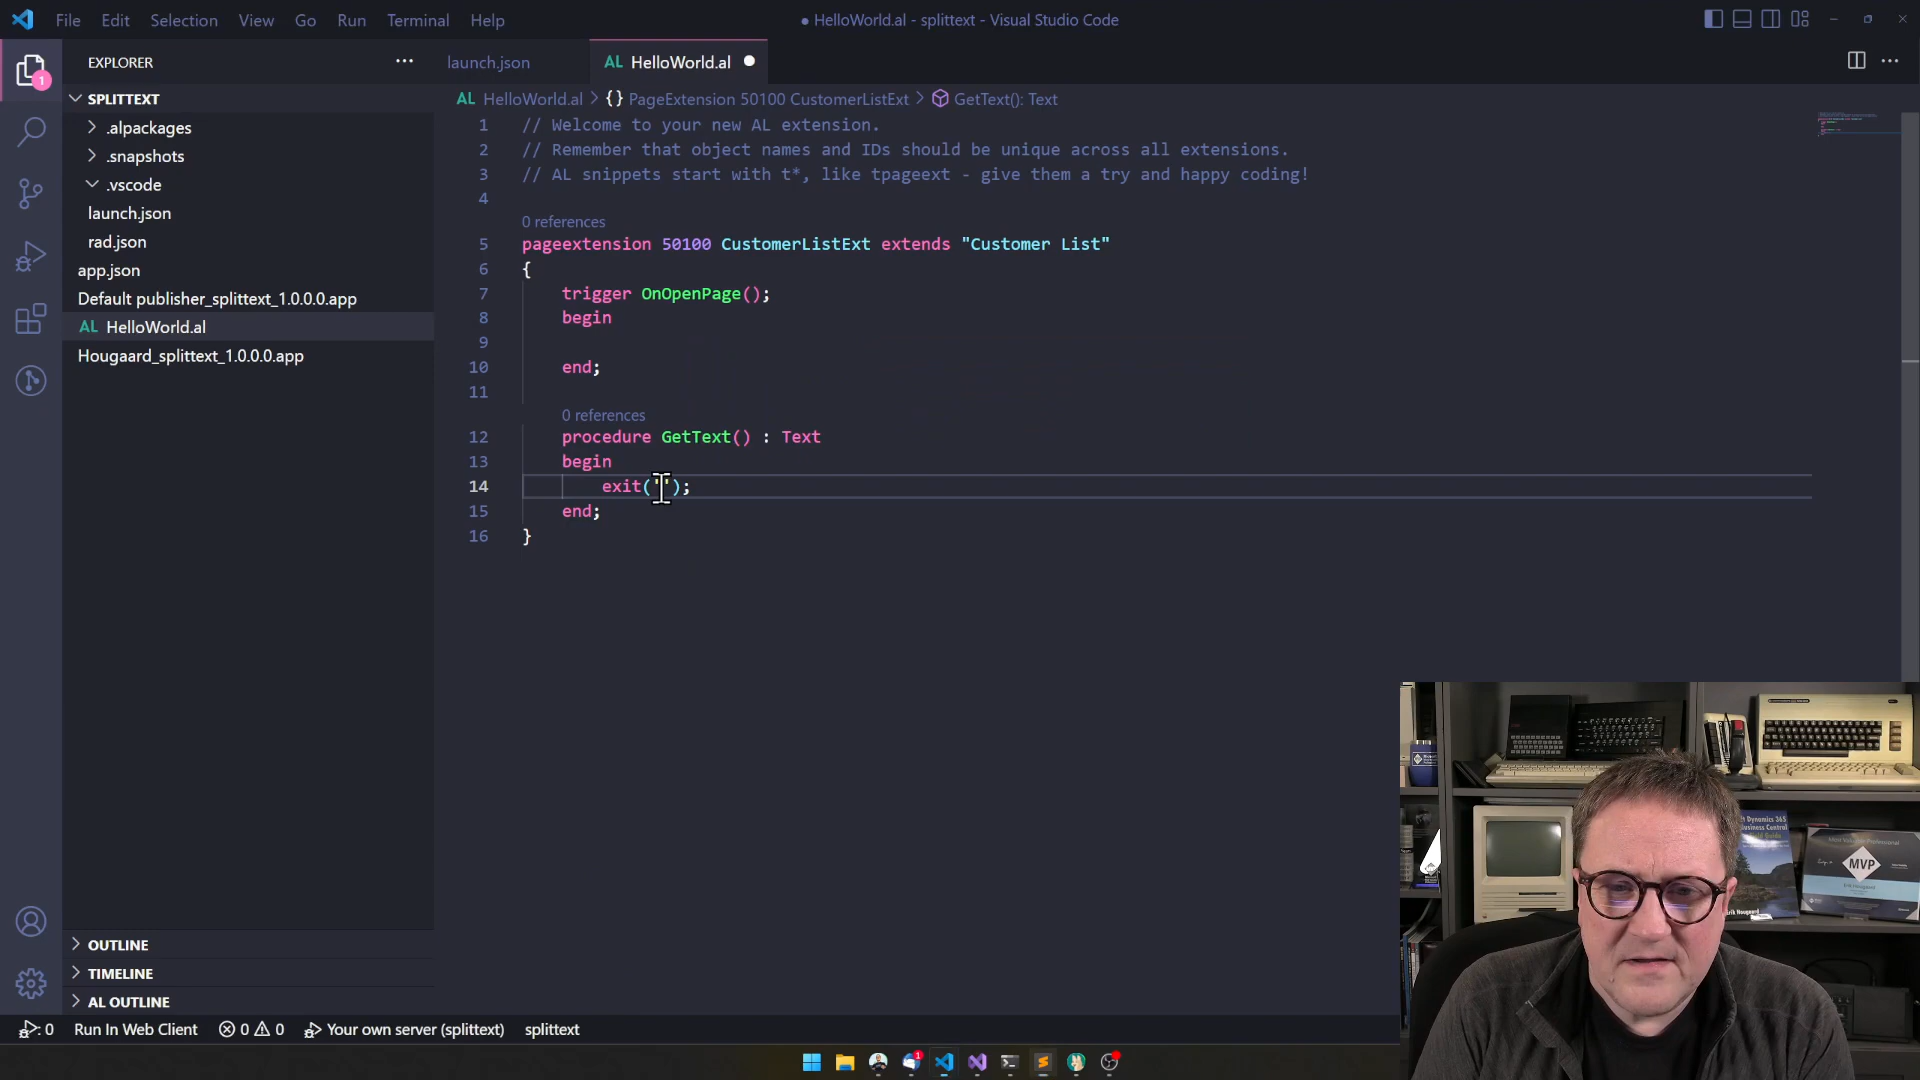 File Edit Selection View Go Run Terminal Help
● HelloWorld.al - splittext - Visual Studio Code
EXPLORER
launch.json
AL HelloWorld.al
1
SPLITTEXT
AL HelloWorld.al > {} PageExtension 50100 CustomerListExt > GetText(): Text
.alpackages
.snapshots
.vscode
launch.json
rad.json
app.json
Default publisher_splittext_1.0.0.0.app
AL HelloWorld.al
Hougaard_splittext_1.0.0.0.app
1 // Welcome to your new AL extension.
2 // Remember that object names and IDs should be unique across all extensions.
3 // AL snippets start with t*, like tpageext - give them a try and happy coding!
4
0 references
5 pageextension 50100 CustomerListExt extends "Customer List"
6 {
7 trigger OnOpenPage();
8 begin
9
10 end;
11
0 references
12 procedure GetText() : Text
13 begin
14 exit('');
15 end;
16 }
OUTLINE
TIMELINE
AL OUTLINE
: 0 Run In Web Client 0 0 Your own server (splittext) splittext
1
Dynamics 365
Business Central
MVP